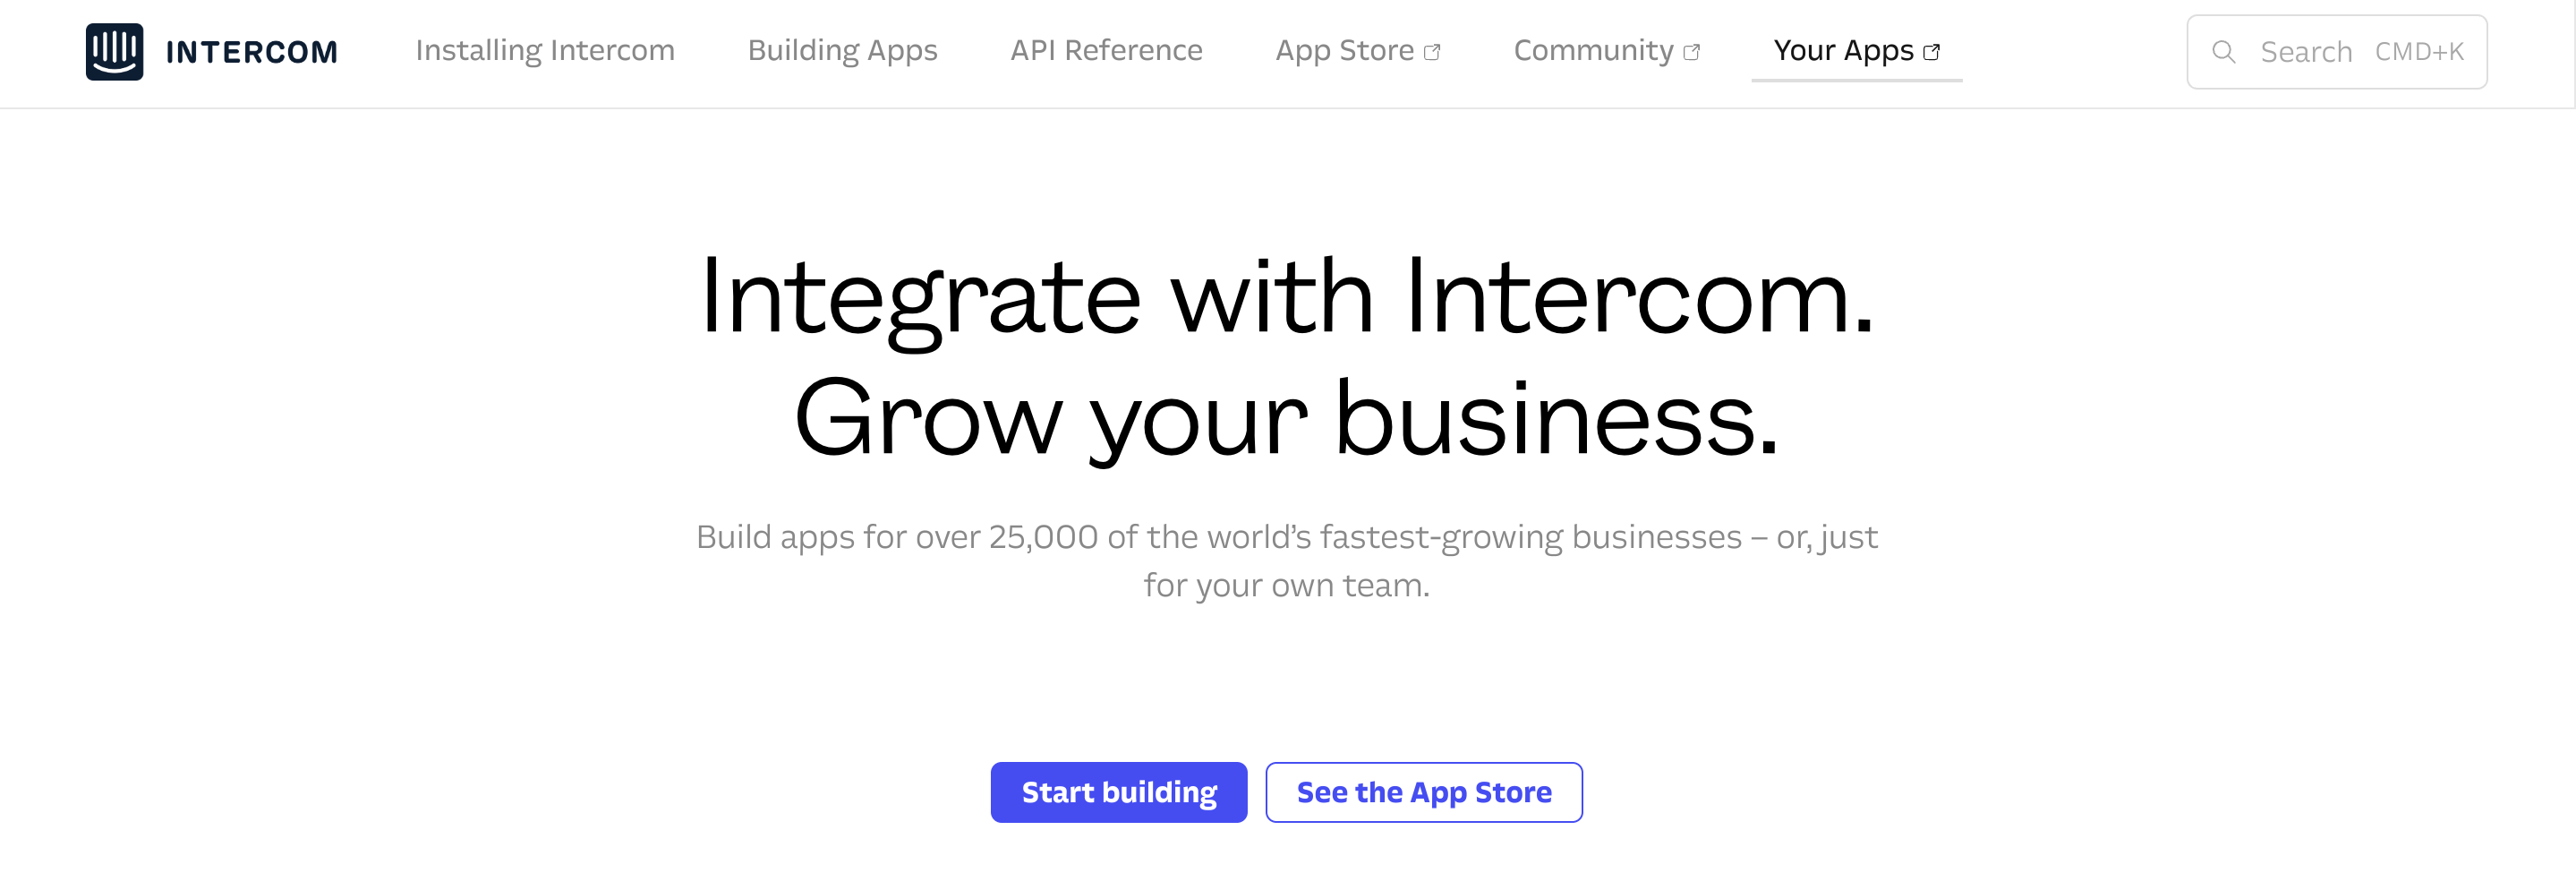 INTERCOM
Installing Intercom
Building Apps
API Reference
App Store
Community
Your Apps
Search CMD+K
Integrate with Intercom.
Grow your business.
Build apps for over 25,000 of the world’s fastest-growing businesses – or, just
for your own team.
Start building
See the App Store